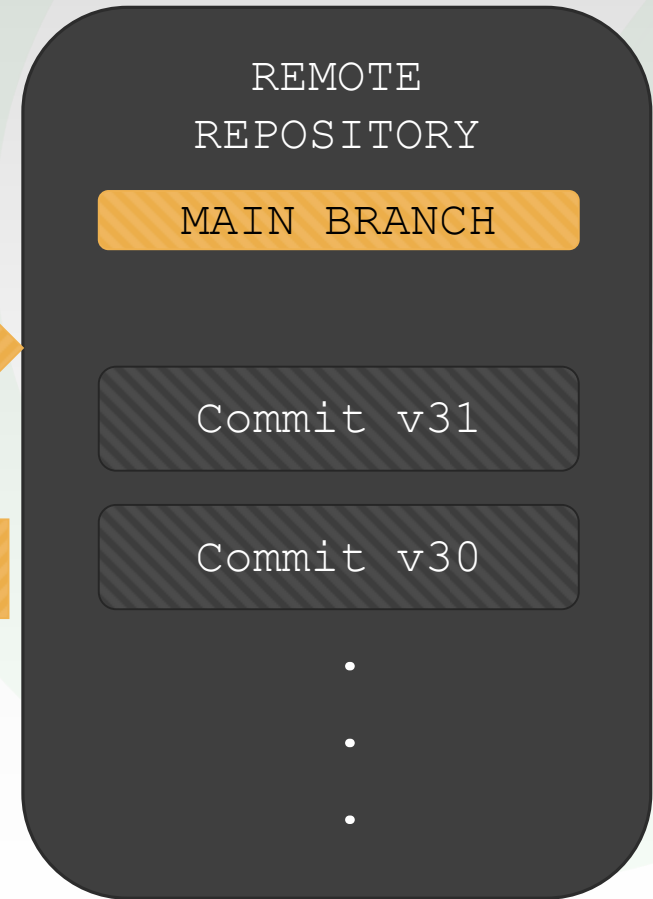 REMOTE
REPOSITORY
MAIN BRANCH
Commit v31
Commit v30
.
.
.